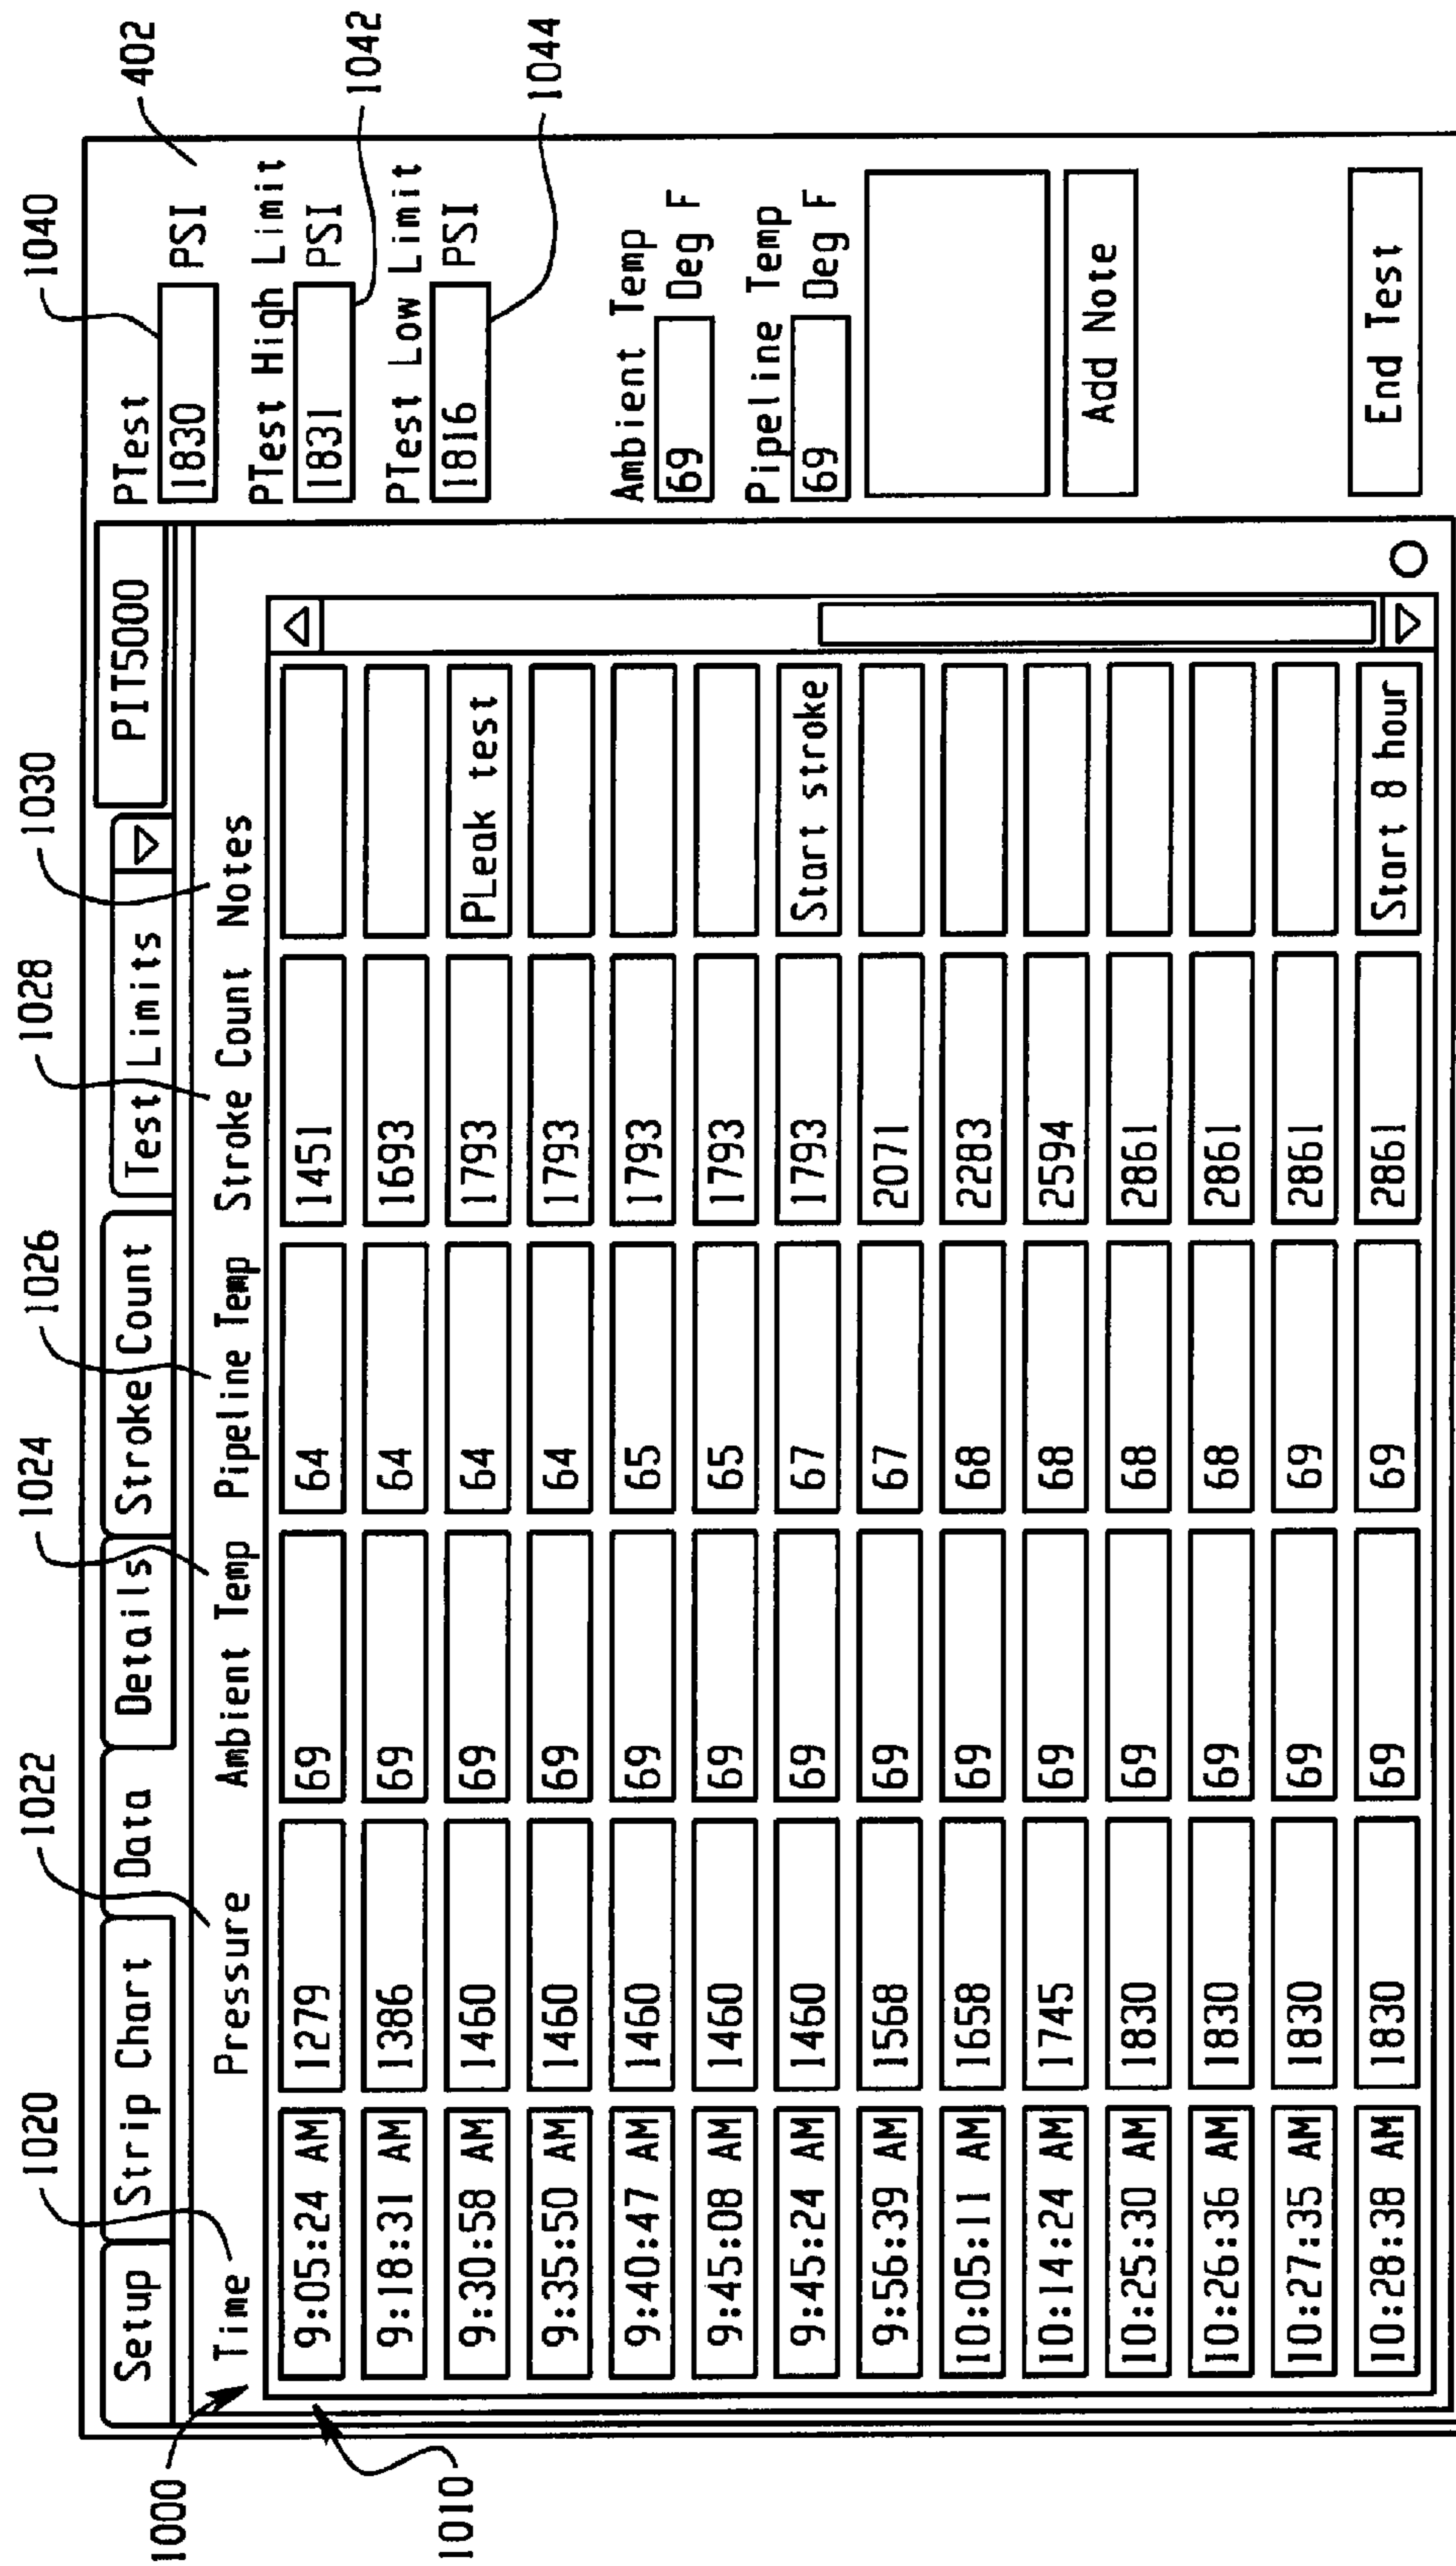 1020 1022 1024 1026 1028 1030 1040
402
1000
Setup Strip Chart Data Details Stroke Count Test Limits PIT5000
Time Pressure Ambient Temp Pipeline Temp Stroke Count Notes
9:05:24 AM 1279 69 64 1451
9:18:31 AM 1386 69 64 1693
9:30:58 AM 1460 69 64 1793 PLeak test
9:35:50 AM 1460 69 64 1793
9:40:47 AM 1460 69 65 1793
9:45:08 AM 1460 69 65 1793
9:45:24 AM 1460 69 67 1793 Start stroke
9:56:39 AM 1568 69 67 2071
10:05:11 AM 1658 69 68 2283
10:14:24 AM 1745 69 68 2594
10:25:30 AM 1830 69 68 2861
10:26:36 AM 1830 69 68 2861
10:27:35 AM 1830 69 69 2861
10:28:38 AM 1830 69 69 2861 Start 8 hour
1010
PTest
1830 PSI
PTest High Limit
1831 PSI
1042
PTest Low Limit
1816 PSI
1044
Ambient Temp
69 Deg F
Pipeline Temp
69 Deg F
Add Note
End Test